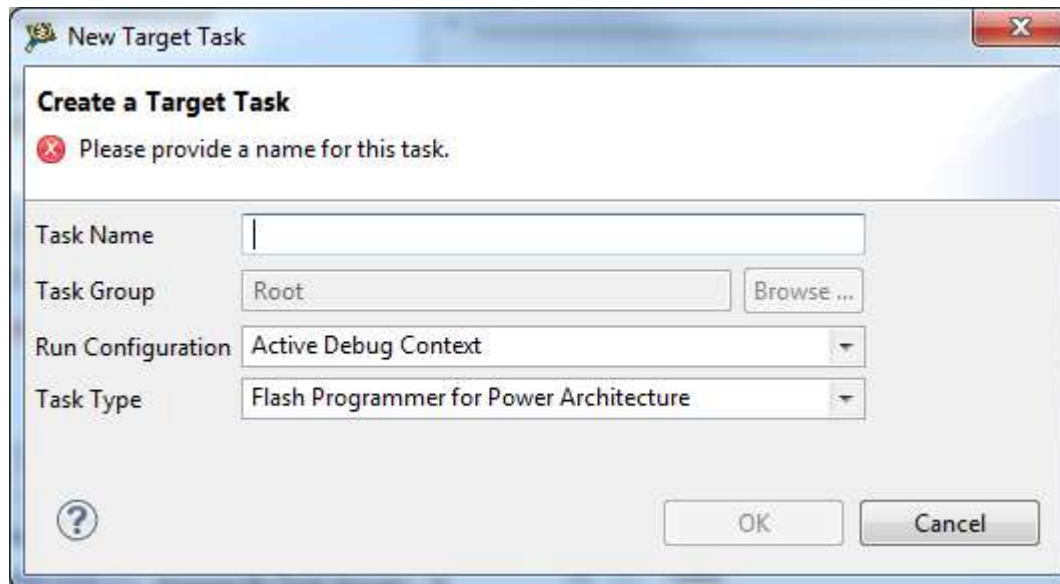 New Target Task
Create a Target Task
Please provide a name for this task.
Task Name
Task Group Root Browse ...
Run Configuration Active Debug Context
Task Type Flash Programmer for Power Architecture
OK Cancel